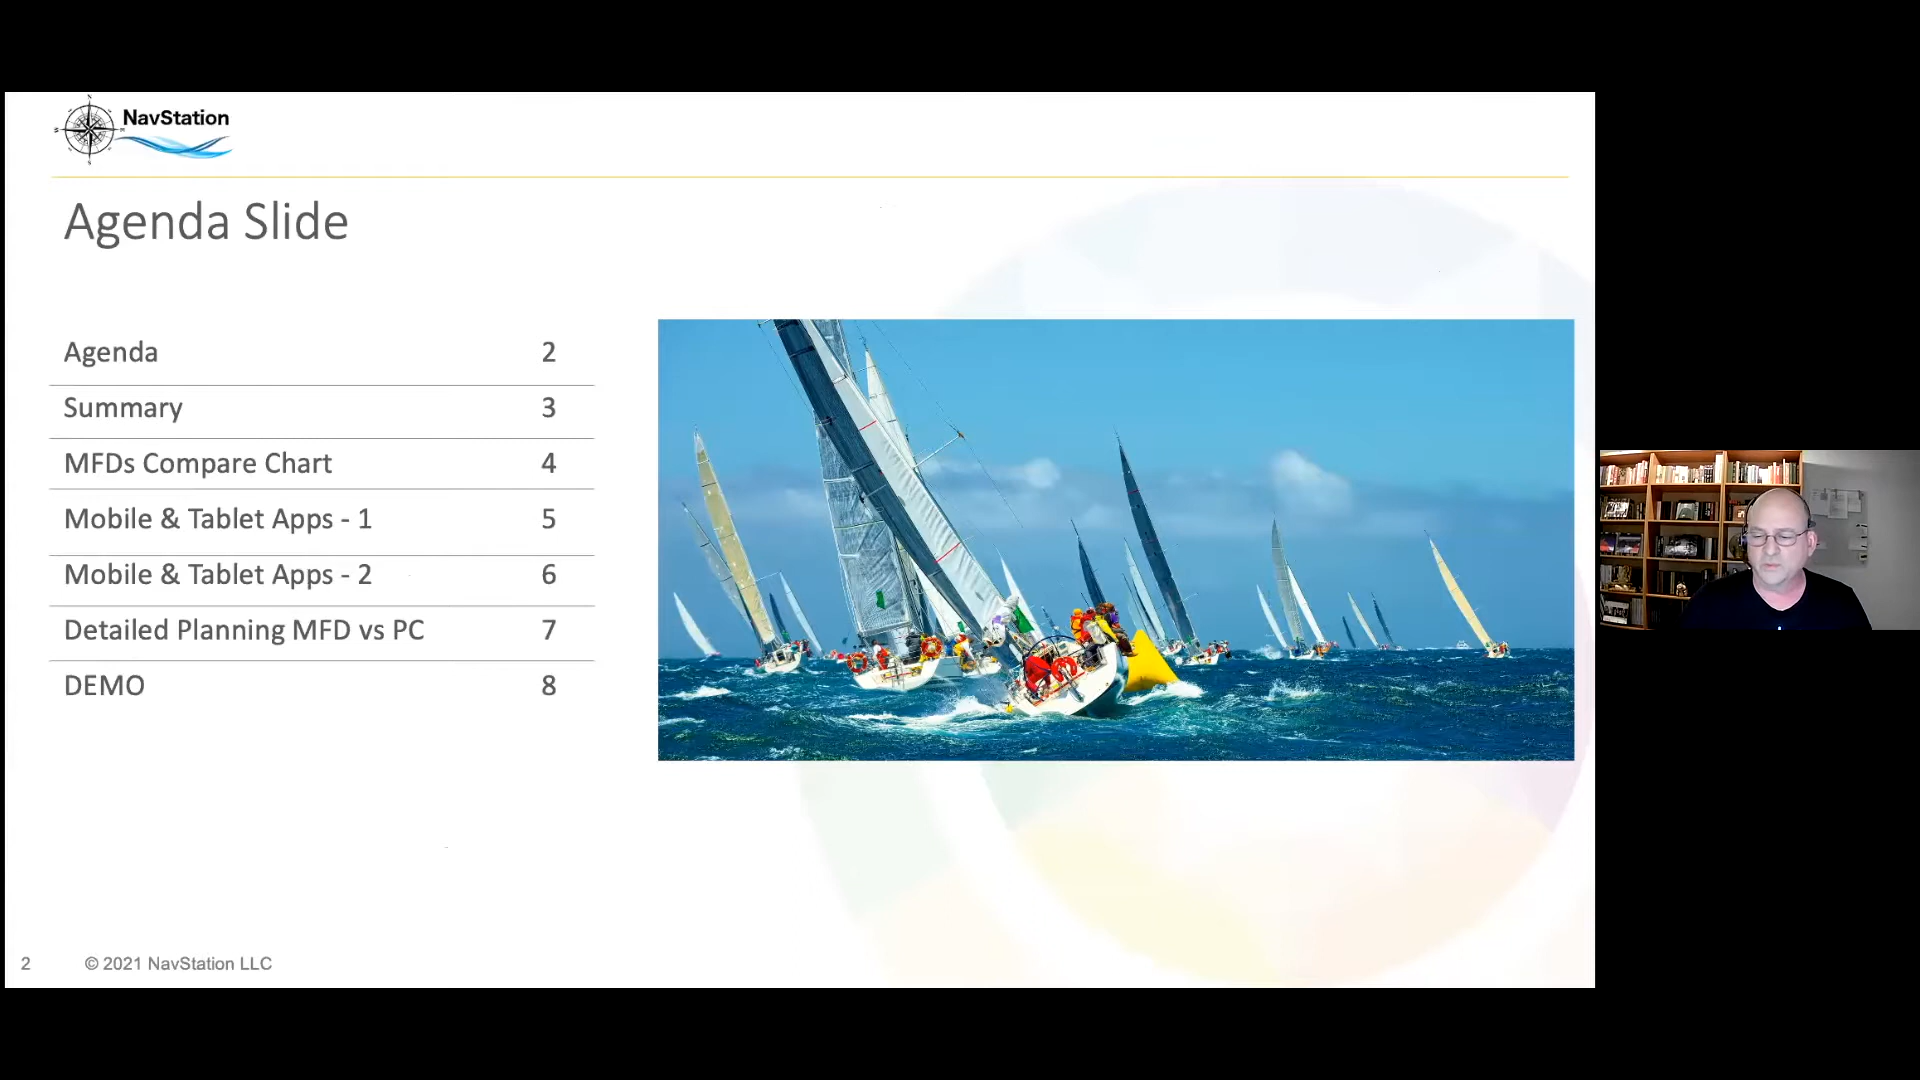 NavStation
Agenda Slide
Agenda 2
Summary 3
MFDs Compare Chart 4
Mobile & Tablet Apps - 1 5
Mobile & Tablet Apps - 2 6
Detailed Planning MFD vs PC 7
DEMO 8
2 © 2021 NavStation LLC